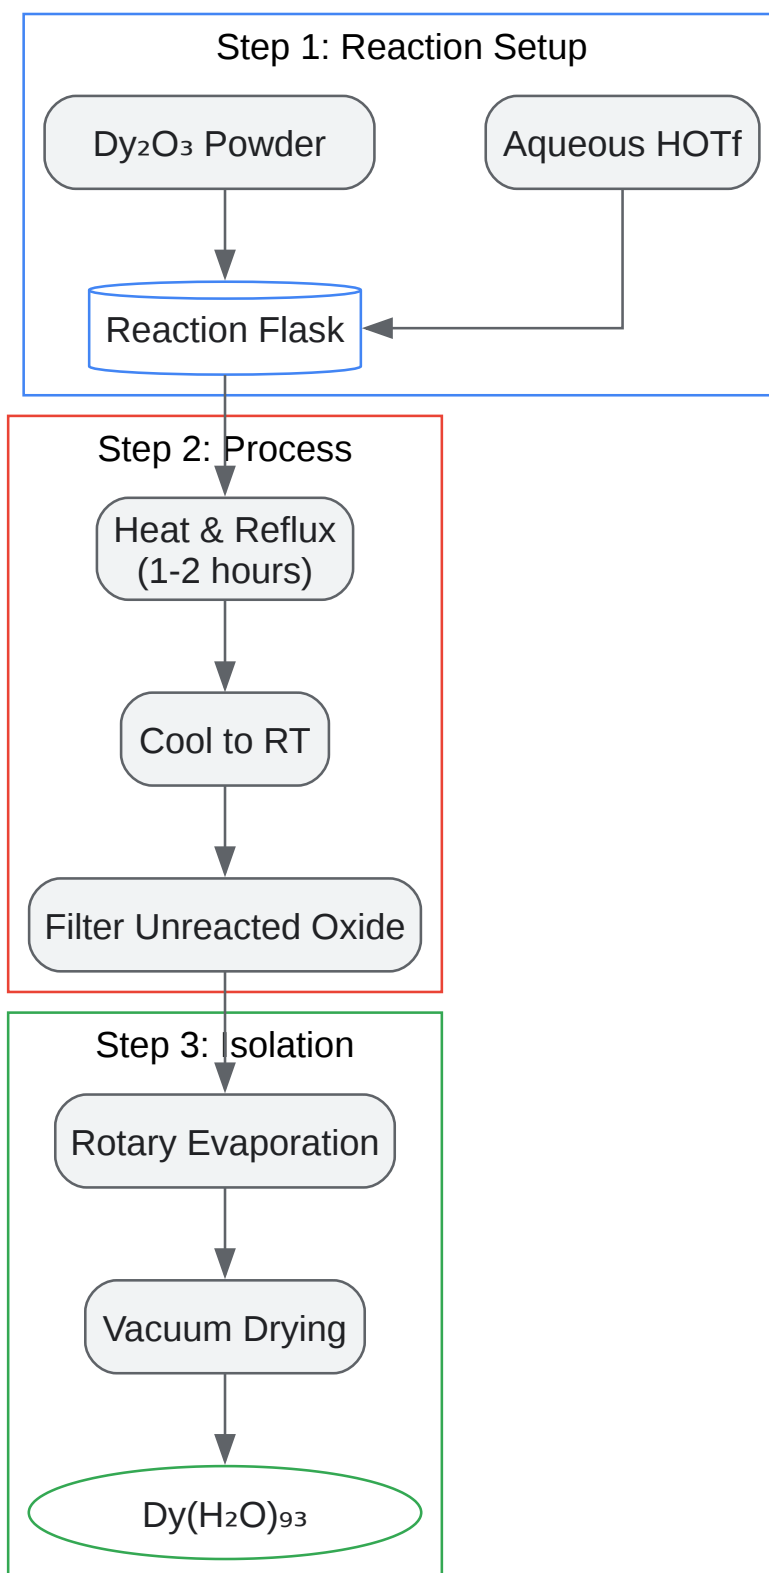 Step 1: Reaction Setup
Dy₂O₃ Powder
Aqueous HOTf
Reaction Flask
Step 2: Process
Heat & Reflux
(1-2 hours)
Cool to RT
Filter Unreacted Oxide
Step 3: Isolation
Rotary Evaporation
Vacuum Drying
Dy(H₂O)₉₃